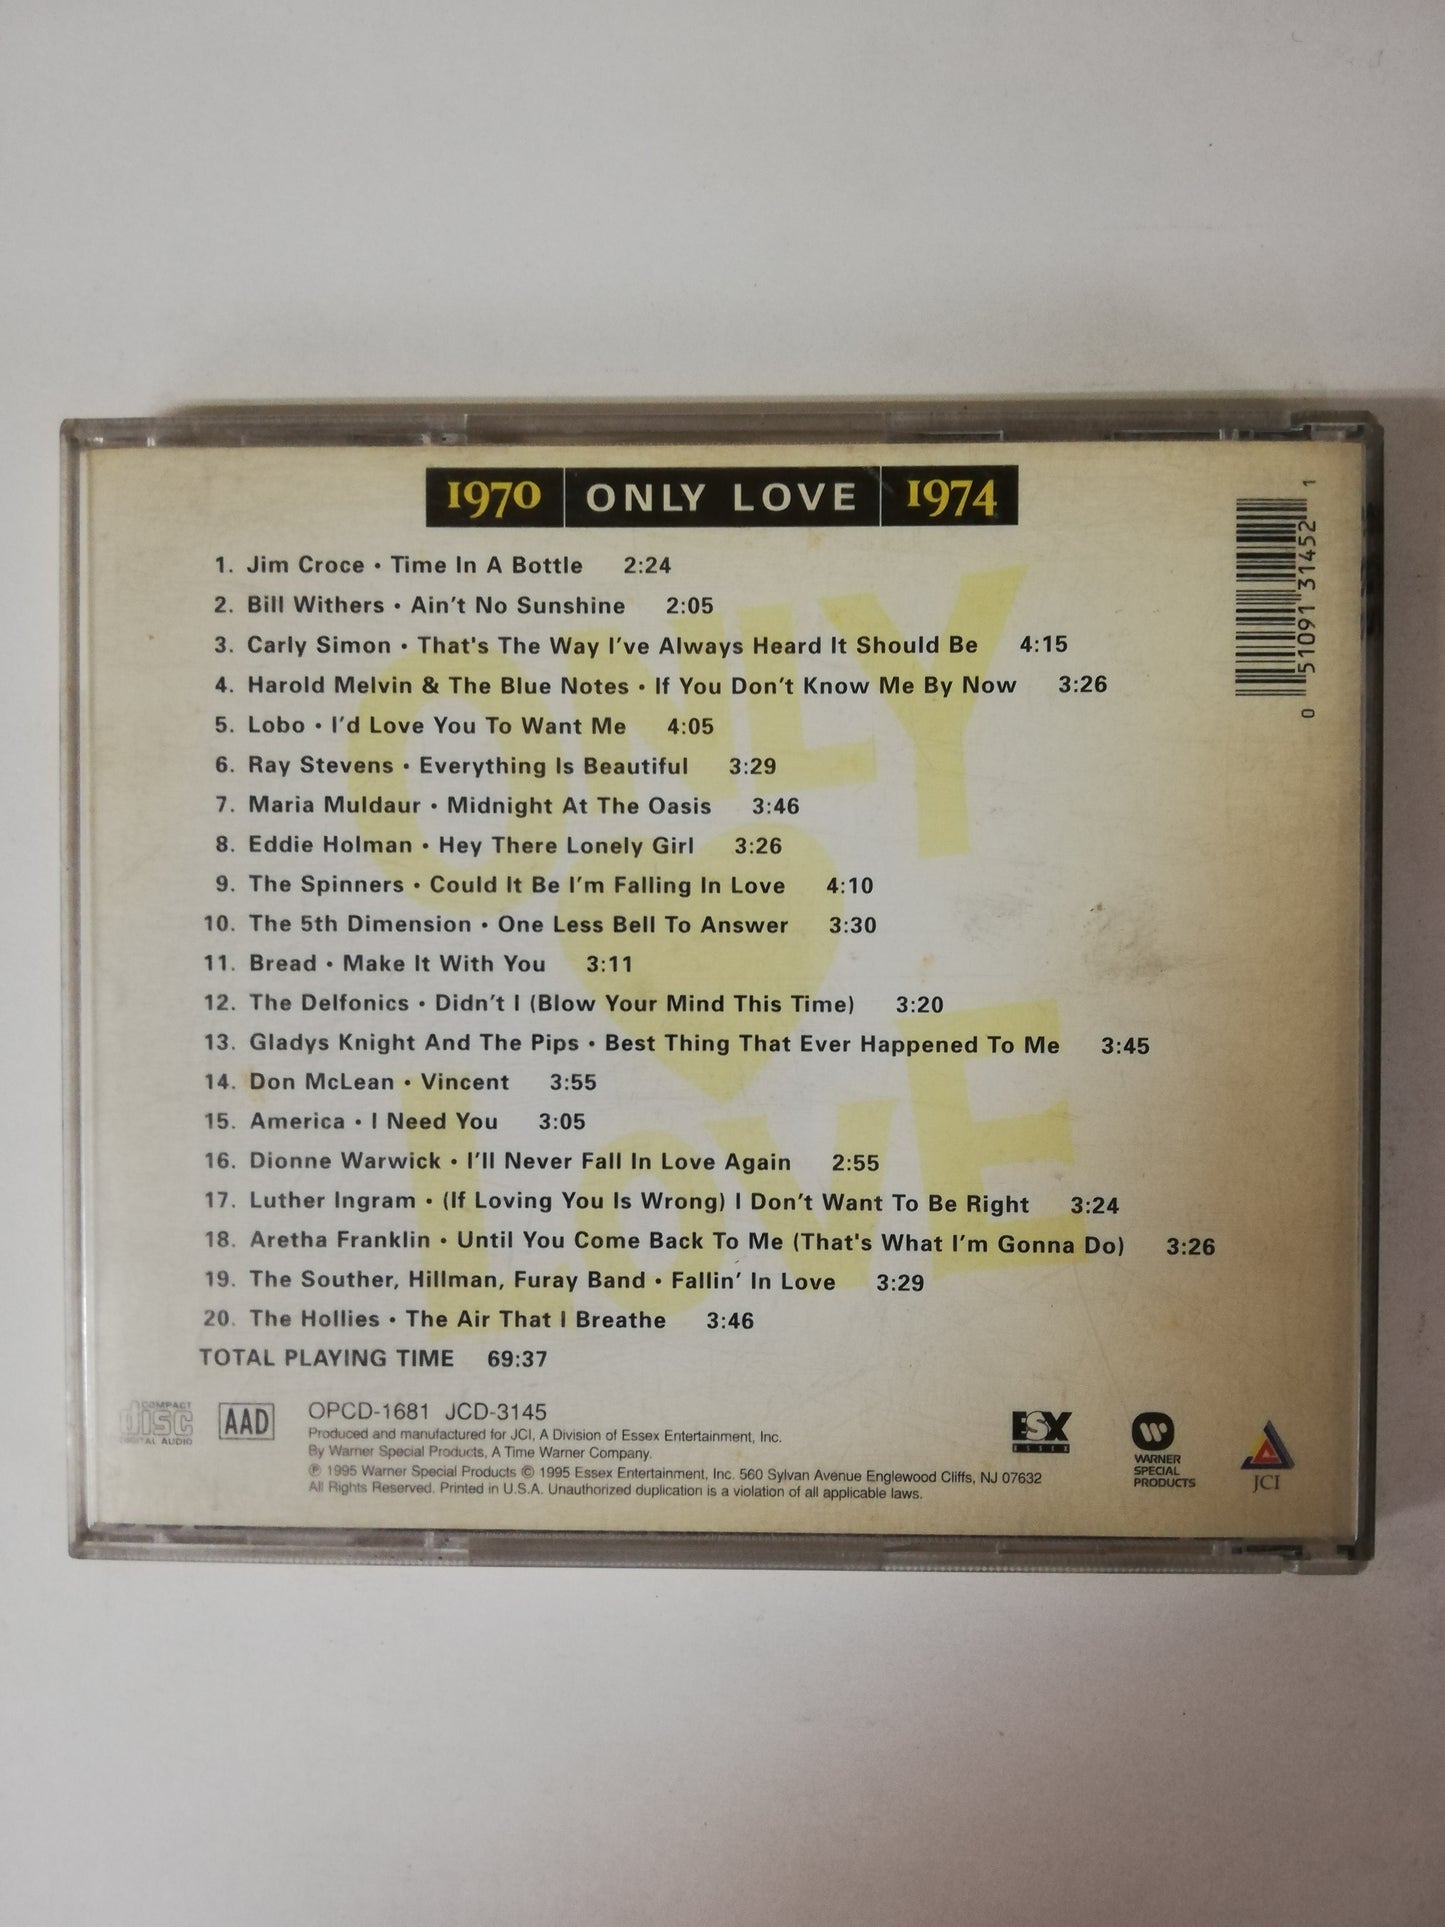 1970 ONLY LOVE 1974
1. Jim Croce • Time In A Bottle 2:24
2. Bill Withers • Ain't No Sunshine 2:05
3. Carly Simon • That's The Way I've Always Heard It Should Be 4:15
4. Harold Melvin & The Blue Notes • If You Don't Know Me By Now 3:26
5. Lobo • I'd Love You To Want Me 4:05
6. Ray Stevens • Everything Is Beautiful 3:29
7. Maria Muldaur • Midnight At The Oasis 3:46
8. Eddie Holman • Hey There Lonely Girl 3:26
9. The Spinners • Could It Be I'm Falling In Love 4:10
10. The 5th Dimension • One Less Bell To Answer 3:30
11. Bread • Make It With You 3:11
12. The Delfonics • Didn't I (Blow Your Mind This Time) 3:20
13. Gladys Knight And The Pips • Best Thing That Ever Happened To Me 3:45
14. Don McLean • Vincent 3:55
15. America • I Need You 3:05
16. Dionne Warwick • I'll Never Fall In Love Again 2:55
17. Luther Ingram • (If Loving You Is Wrong) I Don't Want To Be Right 3:24
18. Aretha Franklin • Until You Come Back To Me (That's What I'm Gonna Do) 3:26
19. The Souther, Hillman, Furay Band • Fallin' In Love 3:29
20. The Hollies • The Air That I Breathe 3:46
TOTAL PLAYING TIME 69:37
ONLY
LOVE
0 51091 31452 1
COMPACT
disc
DIGITAL AUDIO
AAD
OPCD-1681 JCD-3145
Produced and manufactured for JCI, A Division of Essex Entertainment, Inc.
By Warner Special Products, A Time Warner Company.
℗ 1995 Warner Special Products © 1995 Essex Entertainment, Inc. 560 Sylvan Avenue Englewood Cliffs, NJ 07632
All Rights Reserved. Printed in U.S.A. Unauthorized duplication is a violation of all applicable laws.
ESX
ESSEX
WARNER
SPECIAL
PRODUCTS
JCI